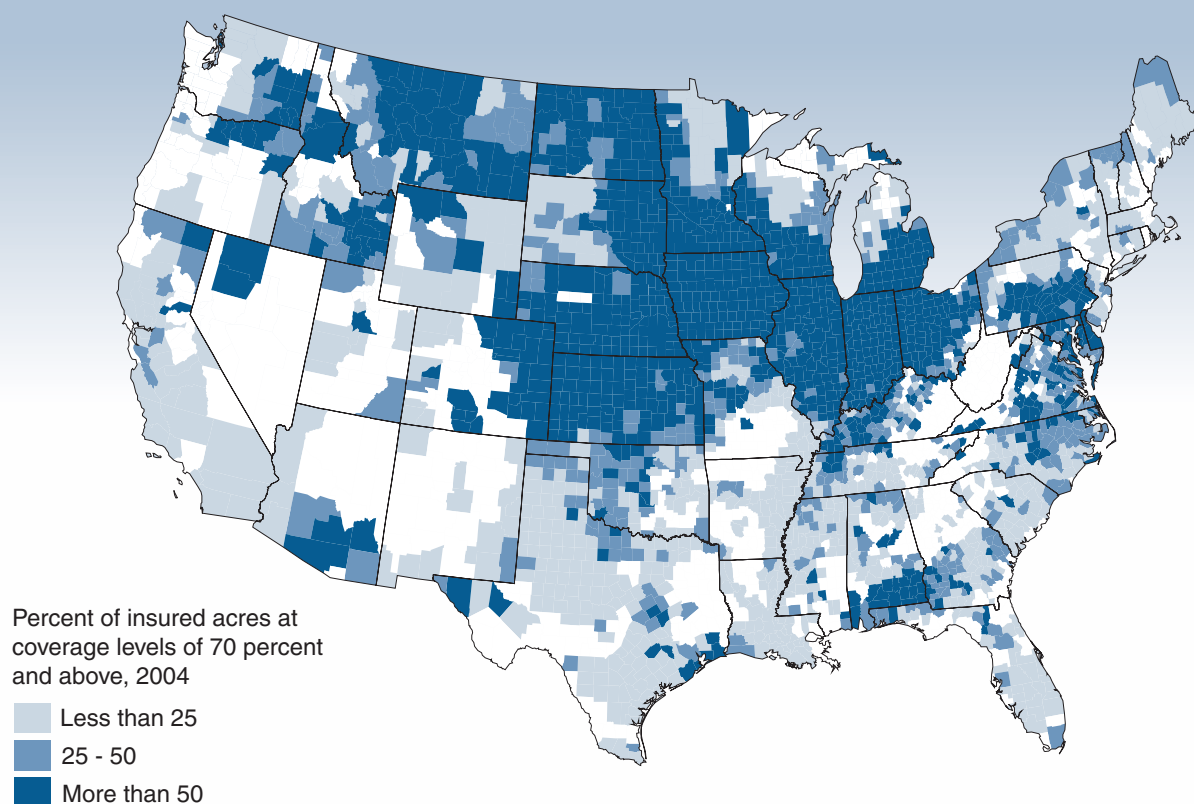 Percent of insured acres at
coverage levels of 70 percent
and above, 2004
Less than 25
25 - 50
More than 50